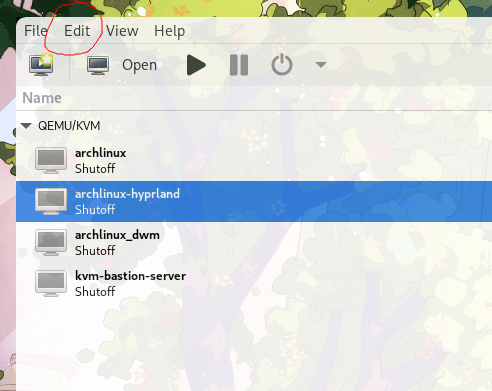 File Edit View Help
Open
Name
QEMU/KVM
archlinux
Shutoff
archlinux-hyprland
Shutoff
archlinux_dwm
Shutoff
kvm-bastion-server
Shutoff